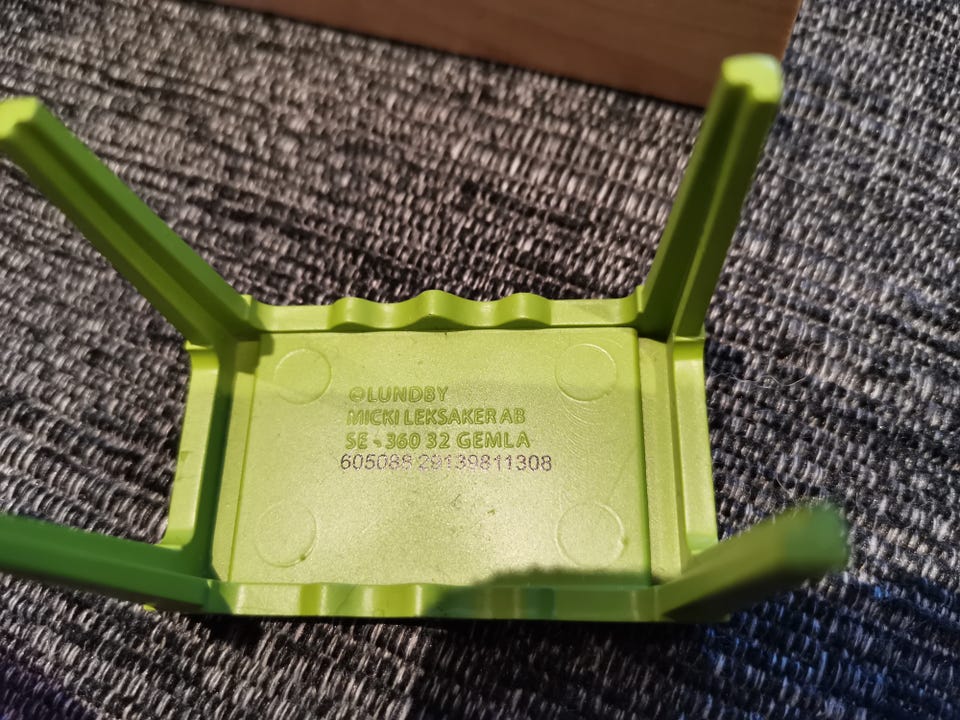 ©LUNDBY
MICKI LEKSAKER AB
SE - 360 32 GEMLA
605088 29139811308